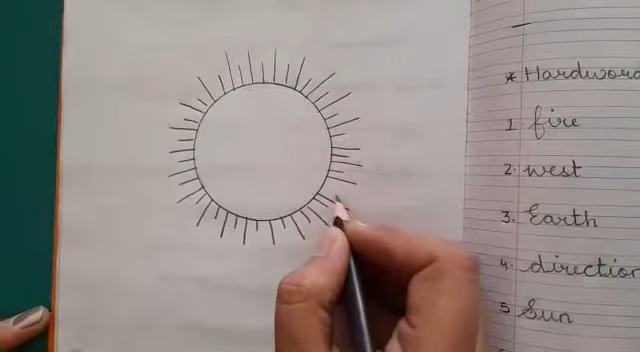 * Hardword
1. fire
2. west
3. Earth
4. direction
5 Sun